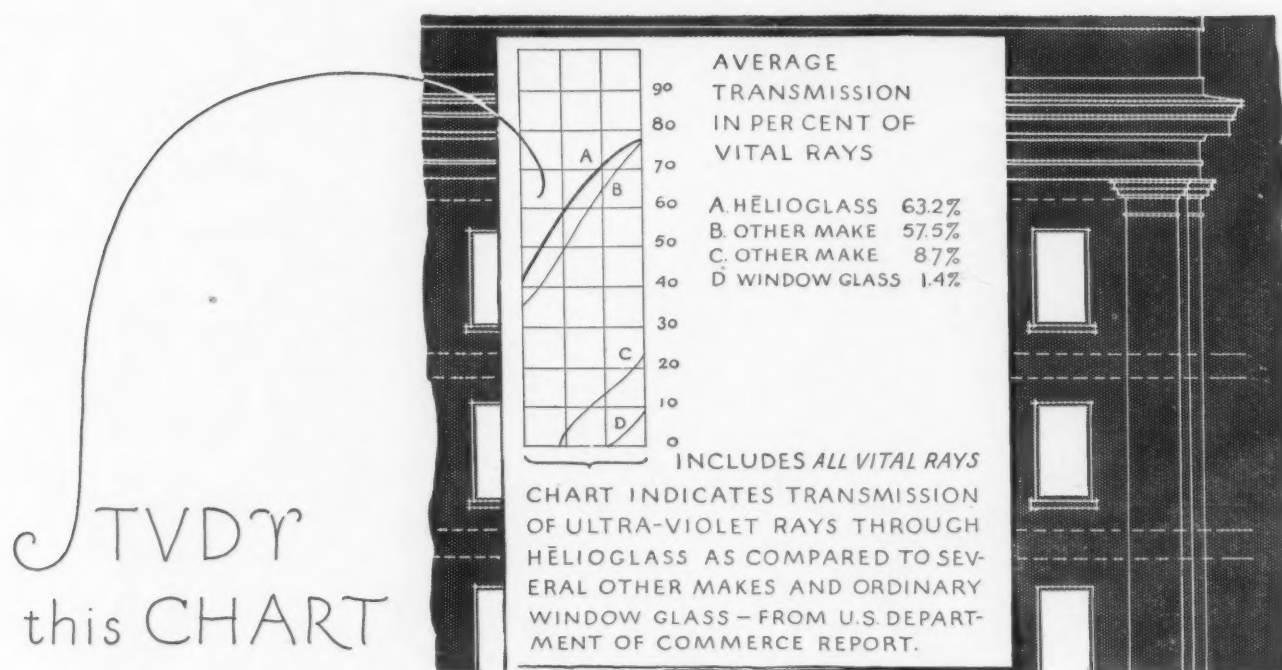 90
80
70
60
50
40
30
20
10
0
A
B
C
D
AVERAGE
TRANSMISSION
IN PER CENT OF
VITAL RAYS
A. HĒLIOGLASS 63.2%
B. OTHER MAKE 57.5%
C. OTHER MAKE 87%
D WINDOW GLASS 1.4%
INCLUDES ALL VITAL RAYS
CHART INDICATES TRANSMISSION
OF ULTRA-VIOLET RAYS THROUGH
HĒLIOGLASS AS COMPARED TO SEV-
ERAL OTHER MAKES AND ORDINARY
WINDOW GLASS – FROM U.S. DEPART-
MENT OF COMMERCE REPORT.
STVDY
this CHART